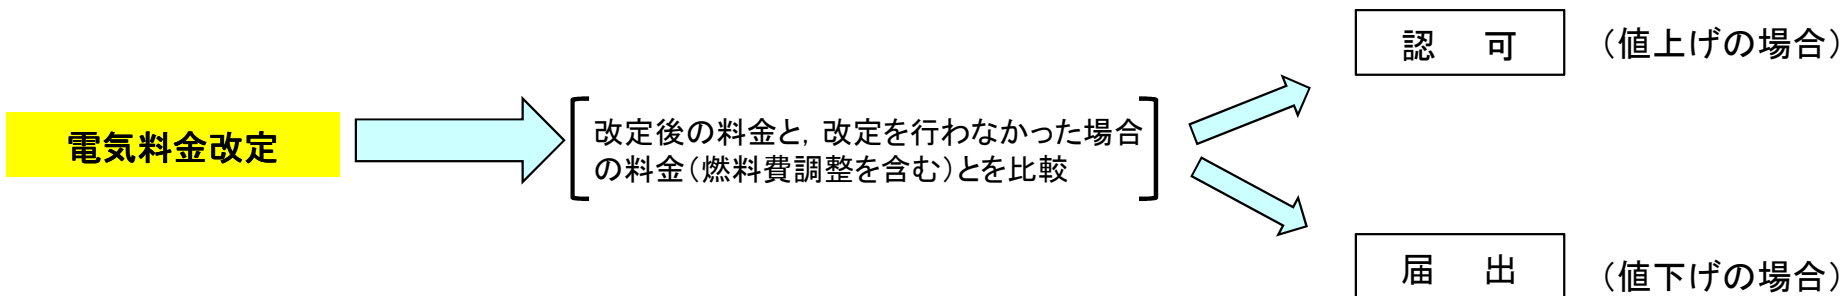 認 可 （値上げの場合）
電気料金改定
改定後の料金と，改定を行わなかった場合
の料金（燃料費調整を含む）とを比較
届 出 （値下げの場合）